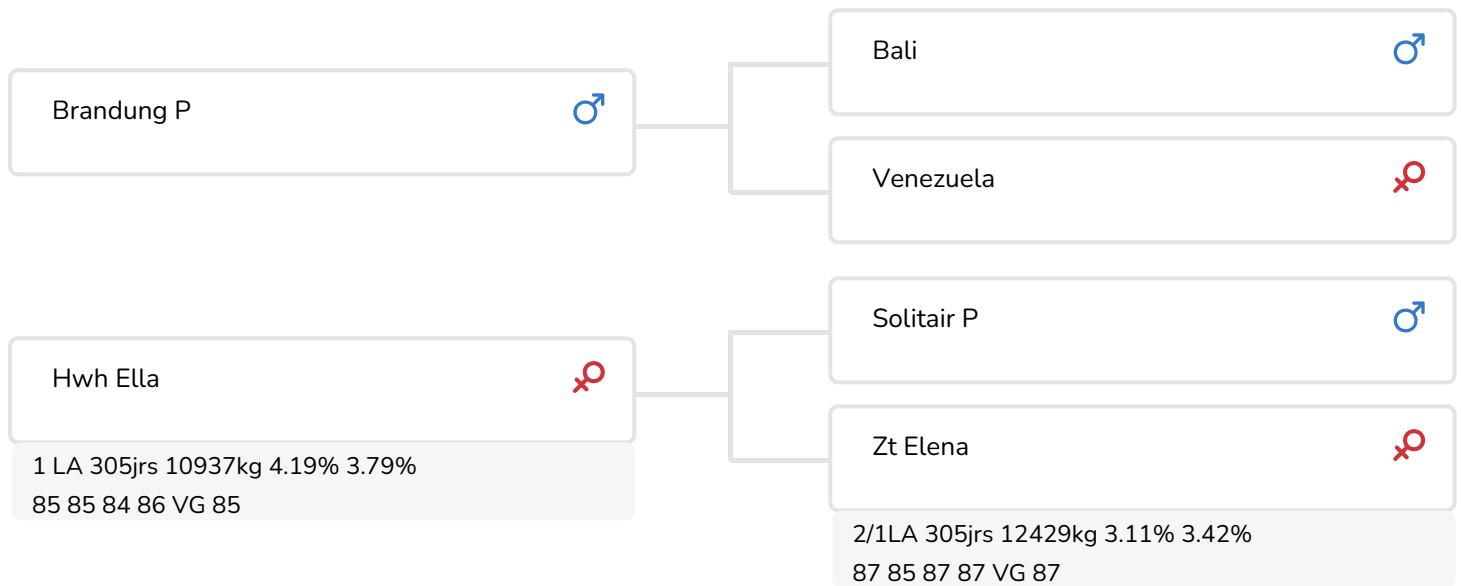 Brandung P
Hwh Ella
1 LA 305jrs 10937kg 4.19% 3.79%
85 85 84 86 VG 85
Bali
Venezuela
Solitair P
Zt Elena
2/1LA 305jrs 12429kg 3.11% 3.42%
87 85 87 87 VG 87